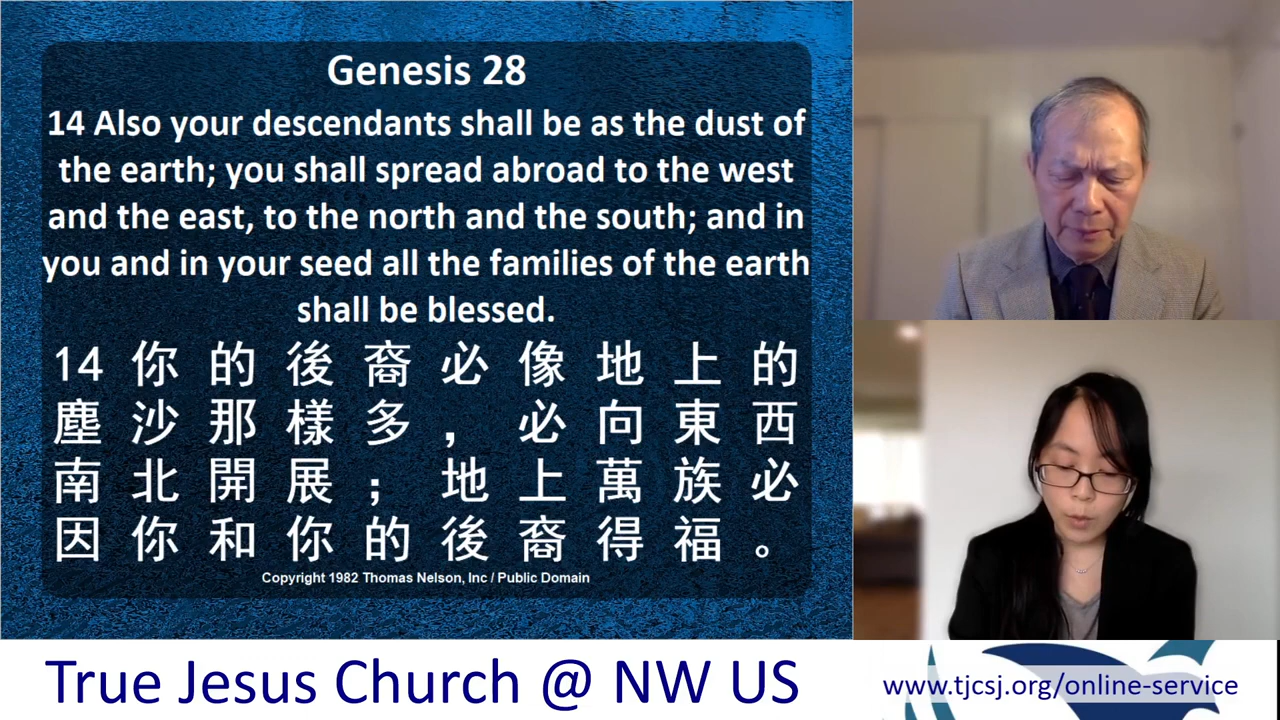 Genesis 28
14 Also your descendants shall be as the dust of
the earth; you shall spread abroad to the west
and the east, to the north and the south; and in
you and in your seed all the families of the earth
shall be blessed.
14 你的後裔必像地上的
塵沙那樣多，必向東西
南北開展；地上萬族必
因你和你的後裔得福。
Copyright 1982 Thomas Nelson, Inc / Public Domain
True Jesus Church @ NW US
www.tjcsj.org/online-service